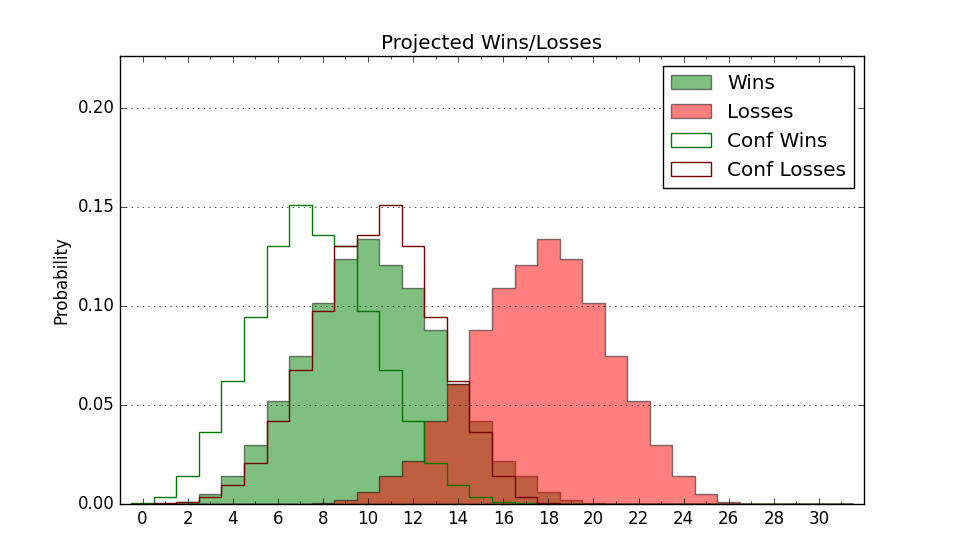 Projected Wins/Losses
Wins
Losses
Conf Wins
Conf Losses
Probability
0.20
0.15
0.10
0.05
0.00
0 2 4 6 8 10 12 14 16 18 20 22 24 26 28 30